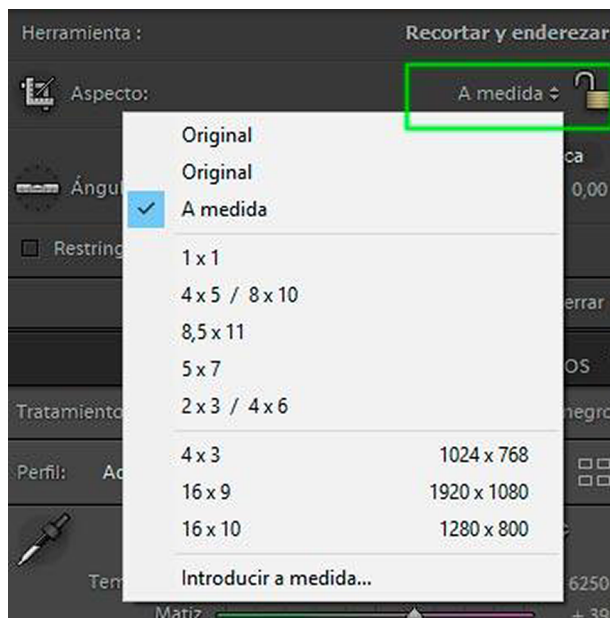 Herramienta : Recortar y enderezar
Aspecto: A medida
Original
Original
A medida
ca
Ángul 0,00
Restring
1 x 1
4 x 5 / 8 x 10
8,5 x 11
5 x 7
2 x 3 / 4 x 6
errar
OS
Tratamiento negro
4 x 3 1024 x 768
Perfil: Ad
16 x 9 1920 x 1080
16 x 10 1280 x 800
Introducir a medida...
Tem 6250
Matiz + 39